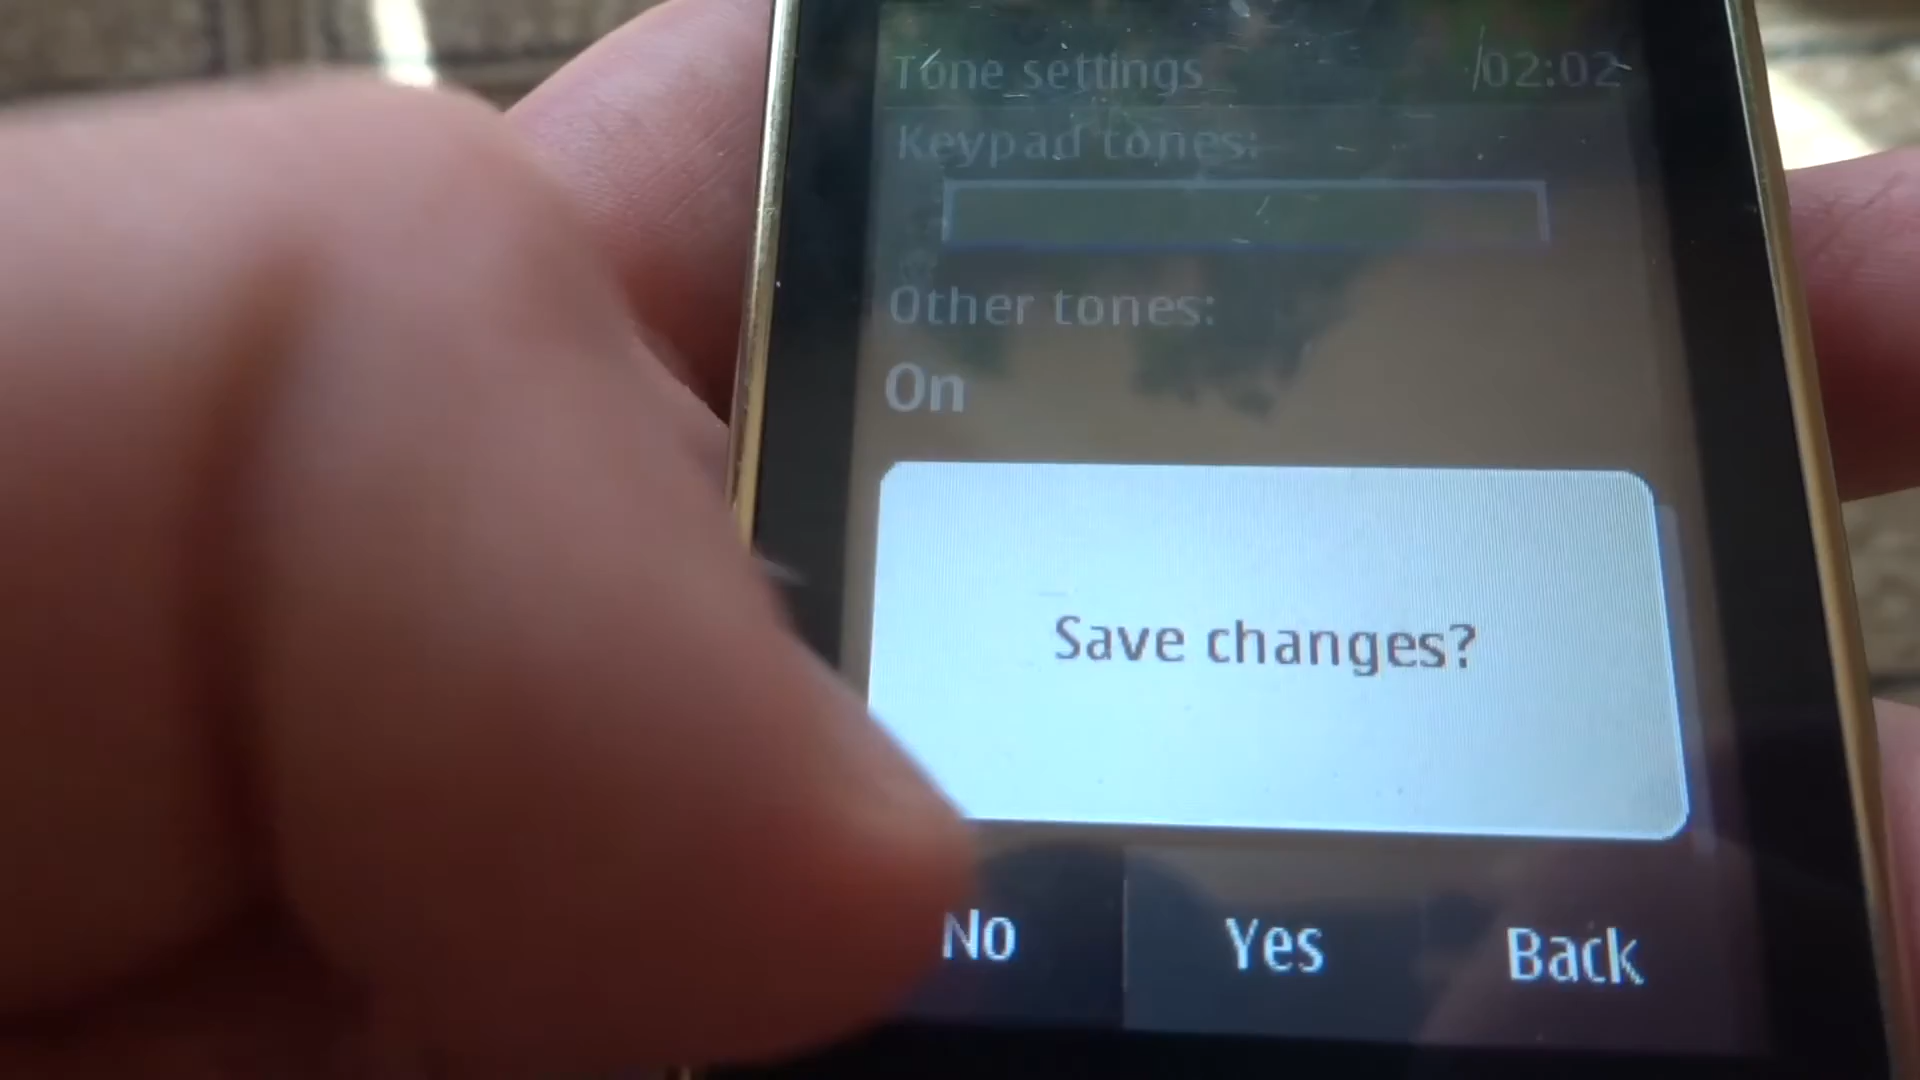 Tone settings 02:02
Keypad tones:
Other tones:
On
Save changes?
No Yes Back